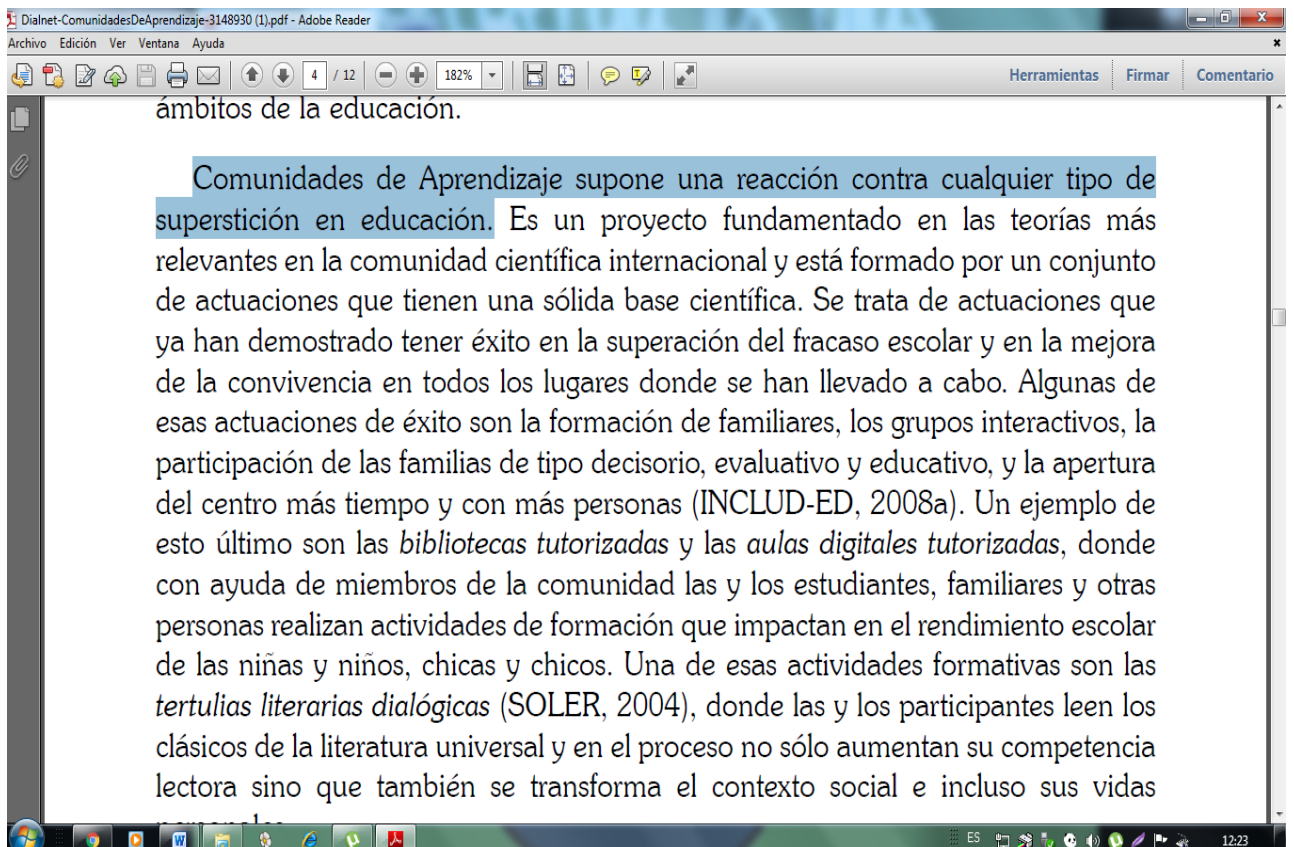 Dialnet-ComunidadesDeAprendizaje-3148930 (1).pdf - Adobe Reader
Archivo Edición Ver Ventana Ayuda
4 / 12 182% Herramientas Firmar Comentario
ámbitos de la educación.
Comunidades de Aprendizaje supone una reacción contra cualquier tipo de
superstición en educación. Es un proyecto fundamentado en las teorías más
relevantes en la comunidad científica internacional y está formado por un conjunto
de actuaciones que tienen una sólida base científica. Se trata de actuaciones que
ya han demostrado tener éxito en la superación del fracaso escolar y en la mejora
de la convivencia en todos los lugares donde se han llevado a cabo. Algunas de
esas actuaciones de éxito son la formación de familiares, los grupos interactivos, la
participación de las familias de tipo decisorio, evaluativo y educativo, y la apertura
del centro más tiempo y con más personas (INCLUD-ED, 2008a). Un ejemplo de
esto último son las bibliotecas tutorizadas y las aulas digitales tutorizadas, donde
con ayuda de miembros de la comunidad las y los estudiantes, familiares y otras
personas realizan actividades de formación que impactan en el rendimiento escolar
de las niñas y niños, chicas y chicos. Una de esas actividades formativas son las
tertulias literarias dialógicas (SOLER, 2004), donde las y los participantes leen los
clásicos de la literatura universal y en el proceso no sólo aumentan su competencia
lectora sino que también se transforma el contexto social e incluso sus vidas
ES 12:23